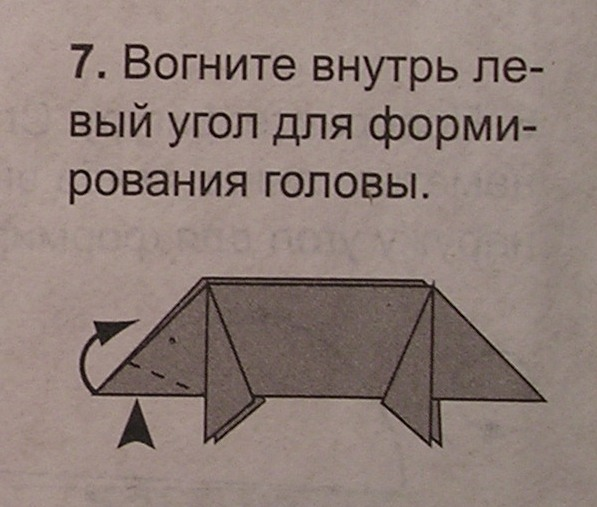 7. Вогните внутрь ле-
вый угол для форми-
рования головы.